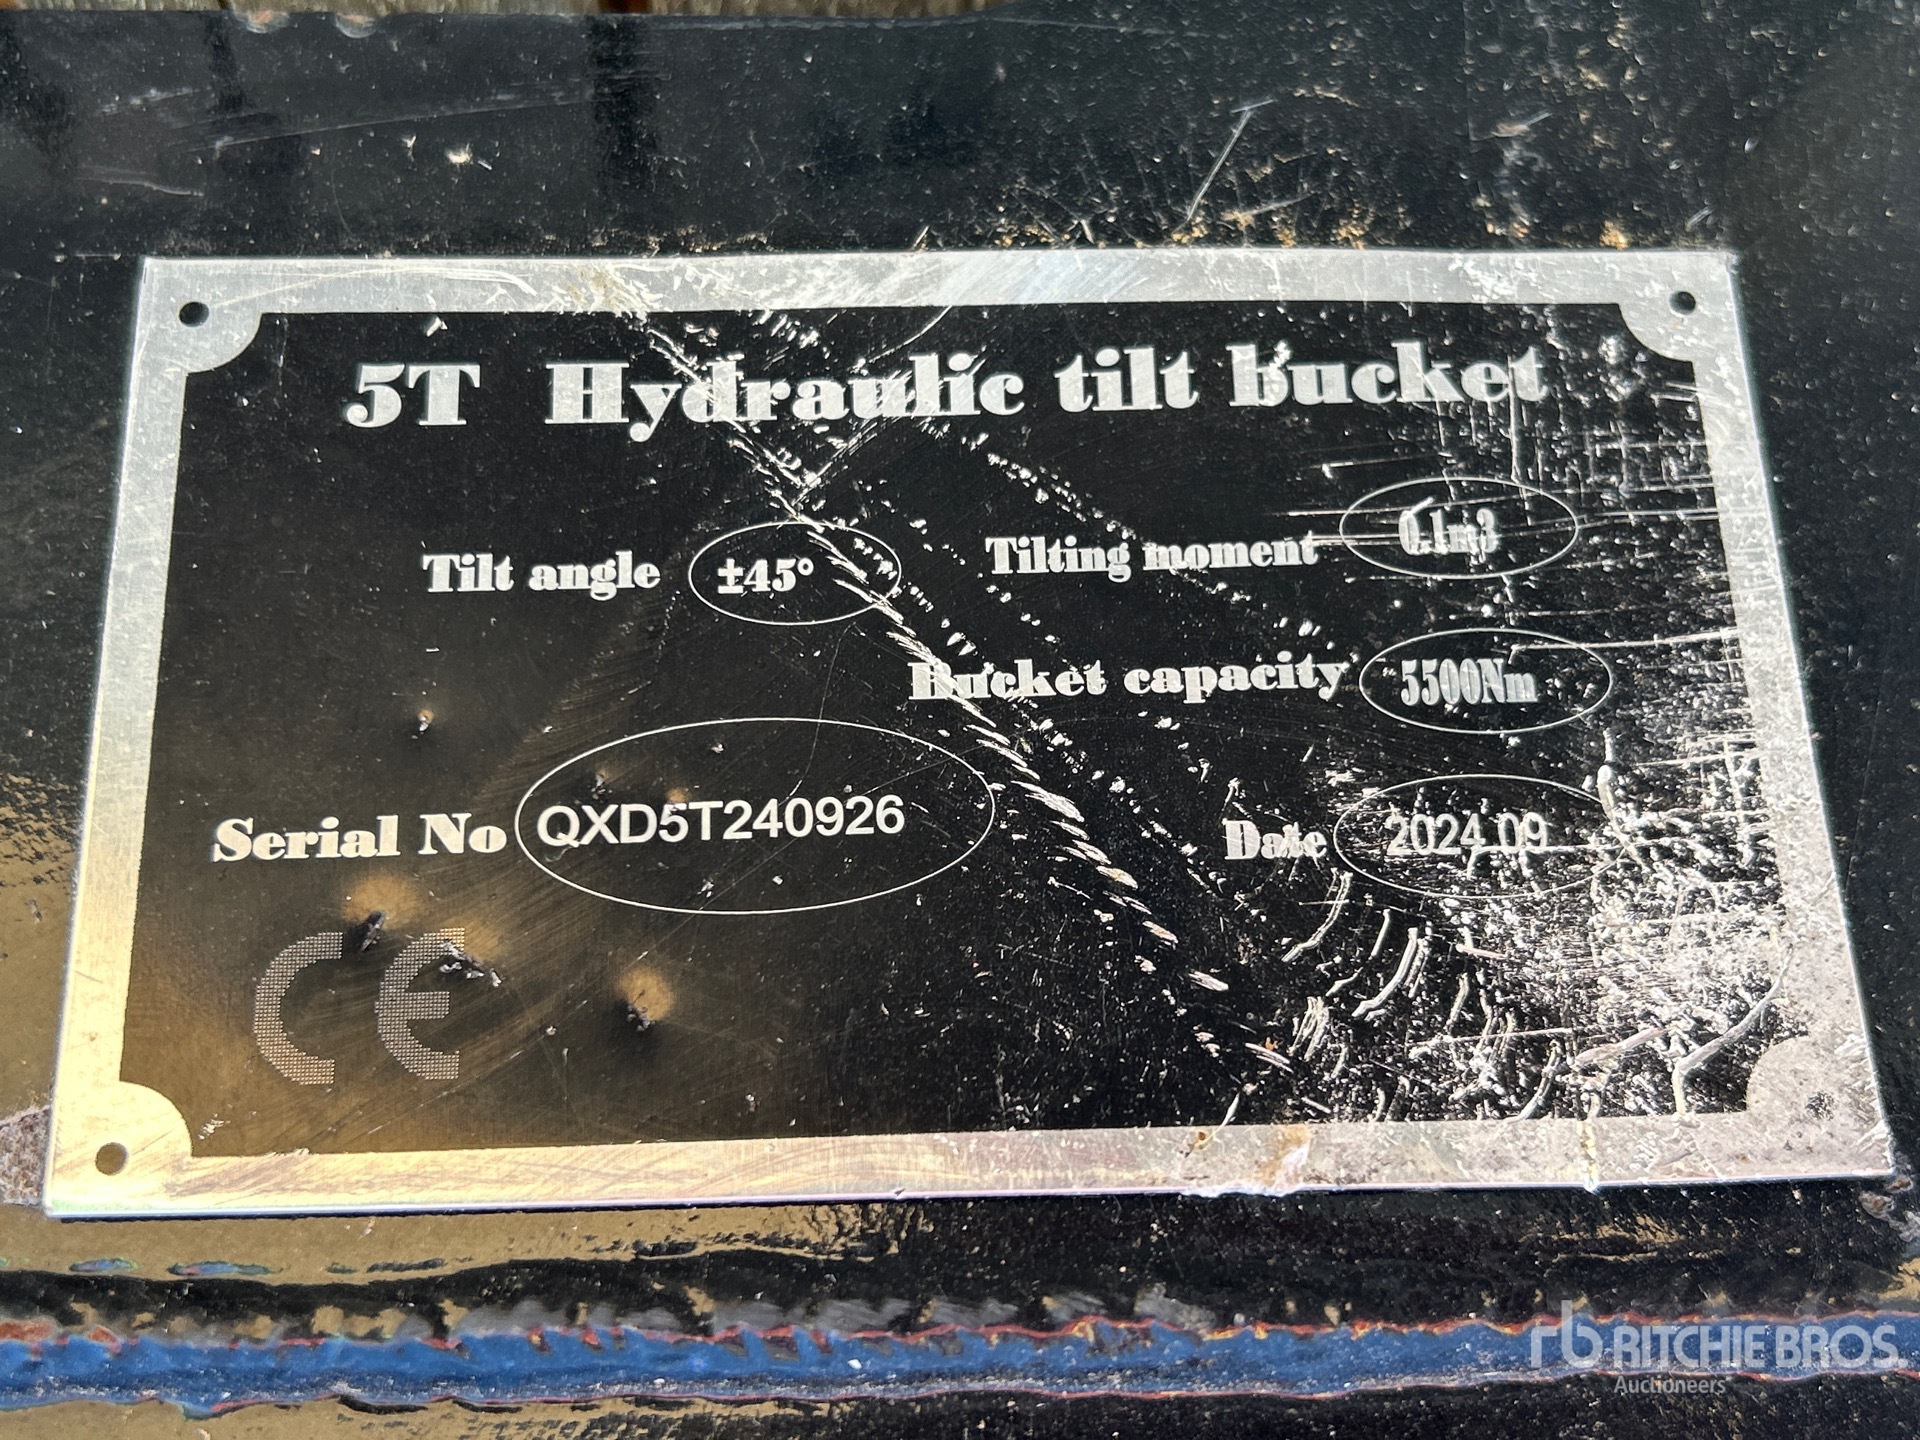 5T Hydraulic tilt bucket
Tilt angle ±45° Tilting moment 0.1m3
Bucket capacity 5500Nm
Serial No QXD5T240926 Date 2024.09
CE
rb RITCHIE BROS.
Auctioneers